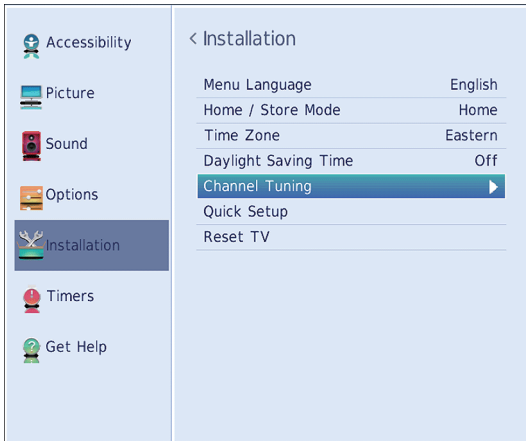 Accessibility
Picture
Sound
Options
Installation
Timers
Get Help
Installation
Menu Language English
Home / Store Mode Home
Time Zone Eastern
Daylight Saving Time Off
Channel Tuning
Quick Setup
Reset TV